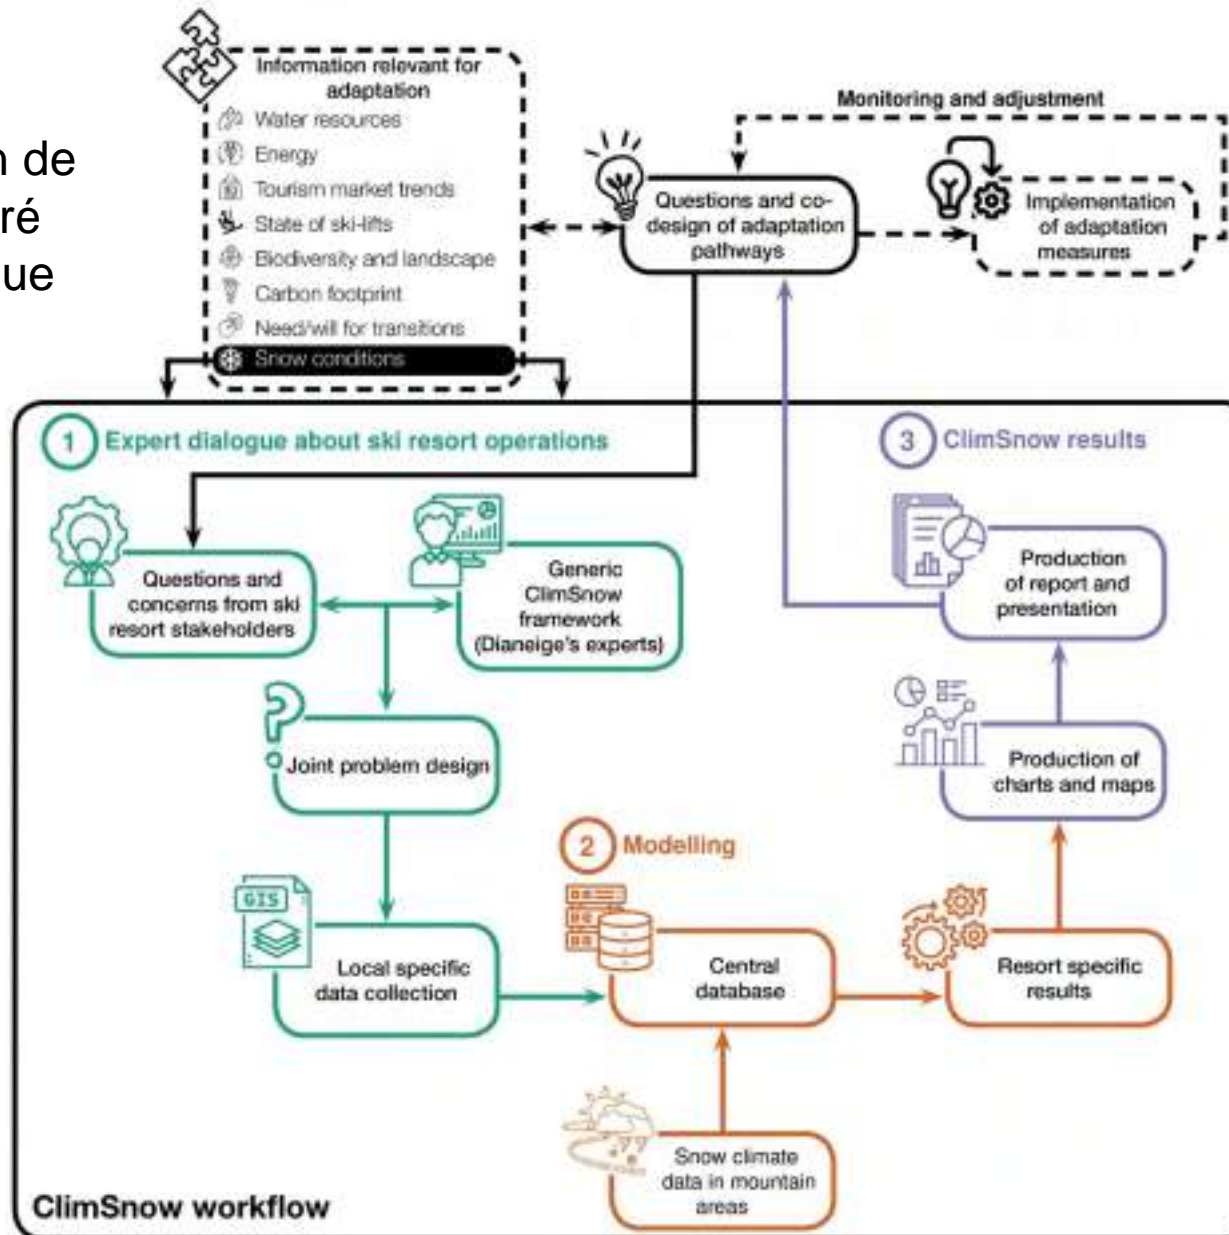 Information relevant for
adaptation
Water resources
Energy
Tourism market trends
State of ski-lifts
Biodiversity and landscape
Carbon footprint
Need/will for transitions
Snow conditions
n de
ré
ue
Monitoring and adjustment
Questions and co-
design of adaptation
pathways
Implementation
of adaptation
measures
1 Expert dialogue about ski resort operations
Questions and
concerns from ski
resort stakeholders
Generic
ClimSnow
framework
(Dianeige's experts)
Joint problem design
GIS
Local specific
data collection
2 Modelling
Central
database
Snow climate
data in mountain
areas
Resort specific
results
3 ClimSnow results
Production
of report and
presentation
Production of
charts and maps
ClimSnow workflow